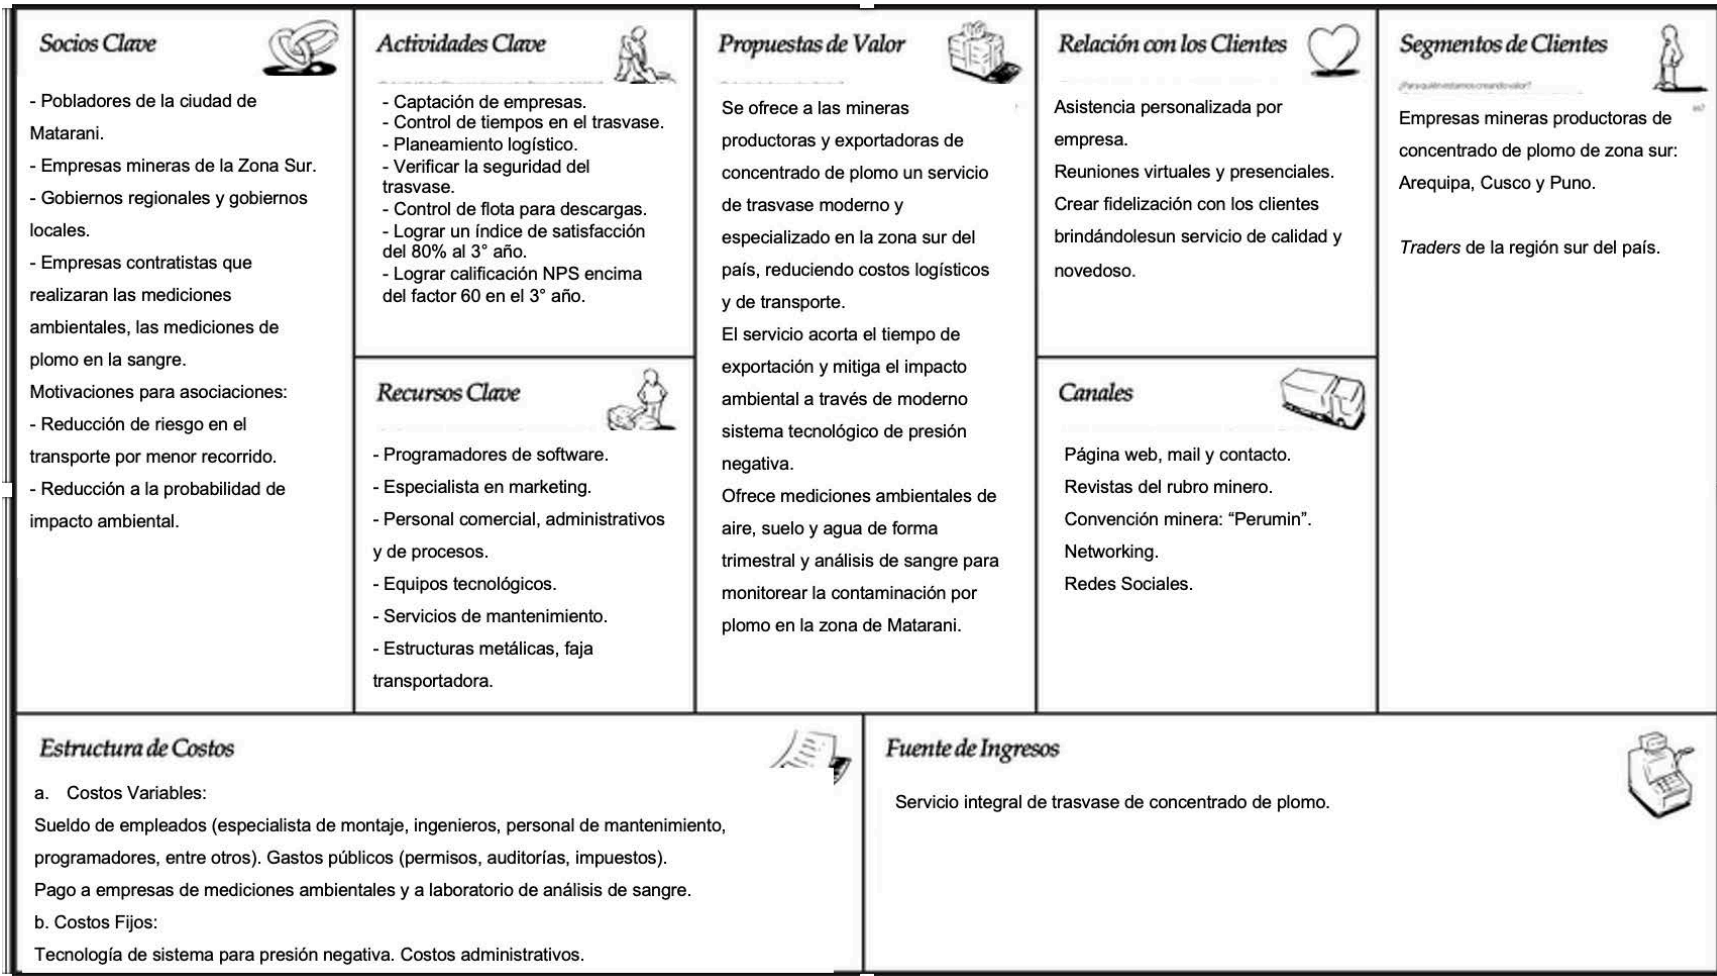 Socios Clave
- Pobladores de la ciudad de
Matarani.
- Empresas mineras de la Zona Sur.
- Gobiernos regionales y gobiernos
locales.
- Empresas contratistas que
realizaran las mediciones
ambientales, las mediciones de
plomo en la sangre.
Motivaciones para asociaciones:
- Reducción de riesgo en el
transporte por menor recorrido.
- Reducción a la probabilidad de
impacto ambiental.
Actividades Clave
- Captación de empresas.
- Control de tiempos en el trasvase.
- Planeamiento logístico.
- Verificar la seguridad del
trasvase.
- Control de flota para descargas.
- Lograr un índice de satisfacción
del 80% al 3° año.
- Lograr calificación NPS encima
del factor 60 en el 3° año.
Recursos Clave
- Programadores de software.
- Especialista en marketing.
- Personal comercial, administrativos
y de procesos.
- Equipos tecnológicos.
- Servicios de mantenimiento.
- Estructuras metálicas, faja
transportadora.
Propuestas de Valor
Se ofrece a las mineras
productoras y exportadoras de
concentrado de plomo un servicio
de trasvase moderno y
especializado en la zona sur del
país, reduciendo costos logísticos
y de transporte.
El servicio acorta el tiempo de
exportación y mitiga el impacto
ambiental a través de moderno
sistema tecnológico de presión
negativa.
Ofrece mediciones ambientales de
aire, suelo y agua de forma
trimestral y análisis de sangre para
monitorear la contaminación por
plomo en la zona de Matarani.
Relación con los Clientes
Asistencia personalizada por
empresa.
Reuniones virtuales y presenciales.
Crear fidelización con los clientes
brindándolesun servicio de calidad y
novedoso.
Canales
Página web, mail y contacto.
Revistas del rubro minero.
Convención minera: “Perumin”.
Networking.
Redes Sociales.
Segmentos de Clientes
¿Para quién estamos creando valor?
Empresas mineras productoras de
concentrado de plomo de zona sur:
Arequipa, Cusco y Puno.
Traders de la región sur del país.
Estructura de Costos
a. Costos Variables:
Sueldo de empleados (especialista de montaje, ingenieros, personal de mantenimiento,
programadores, entre otros). Gastos públicos (permisos, auditorías, impuestos).
Pago a empresas de mediciones ambientales y a laboratorio de análisis de sangre.
b. Costos Fijos:
Tecnología de sistema para presión negativa. Costos administrativos.
Fuente de Ingresos
Servicio integral de trasvase de concentrado de plomo.